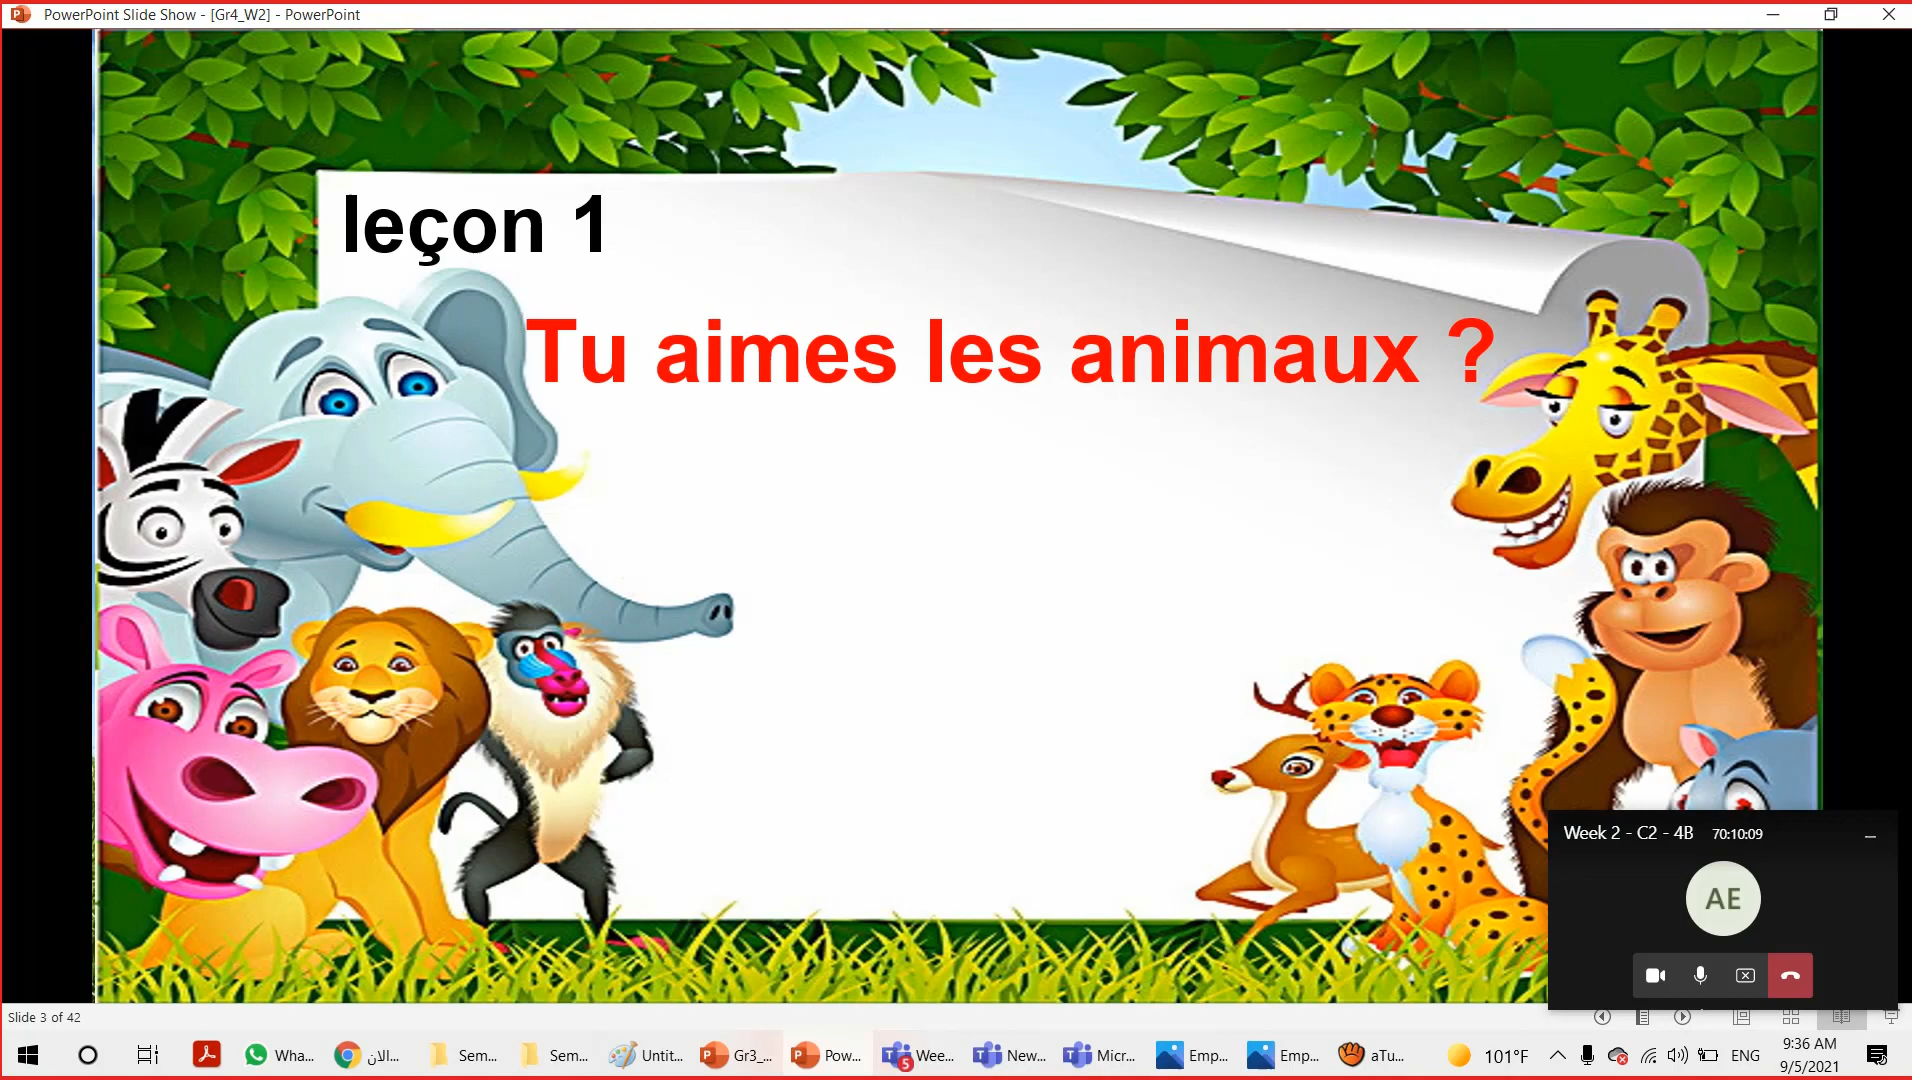 PowerPoint Slide Show - [Gr4_W2] - PowerPoint
leçon 1
Tu aimes les animaux ?
Week 2 - C2 - 4B 70:10:09
AE
Slide 3 of 42
Wha... الان... Sem... Sem... Untit... Gr3_... Pow... 5 Wee... New... Micr... Emp... Emp... aTu... 101°F ENG 9:36 AM
9/5/2021